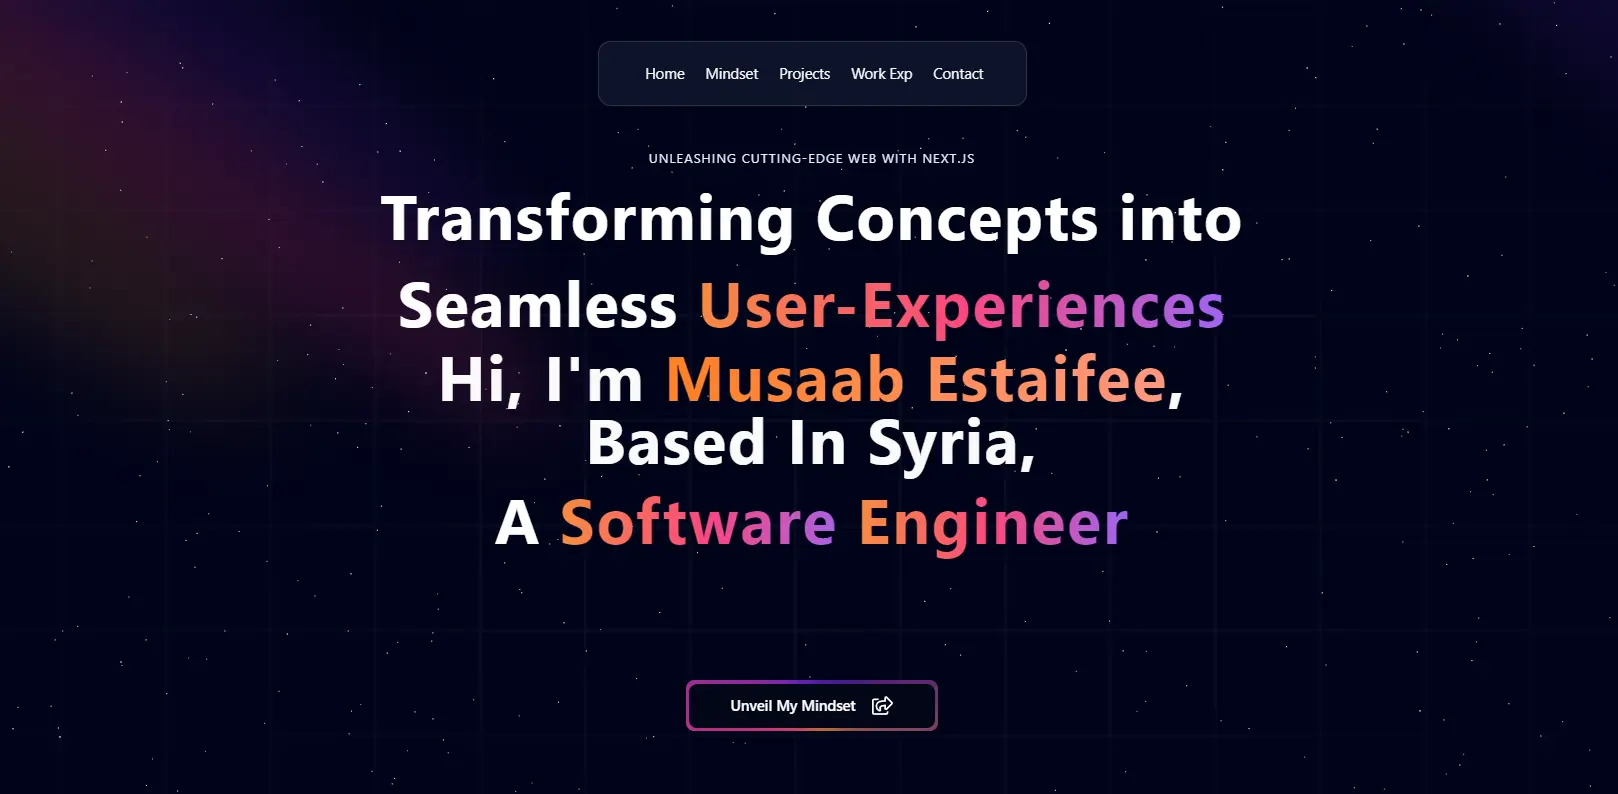 Home Mindset Projects Work Exp Contact
UNLEASHING CUTTING-EDGE WEB WITH NEXT.JS
Transforming Concepts into
Seamless User-Experiences
Hi, I'm Musaab Estaifee,
Based In Syria,
A Software Engineer
Unveil My Mindset